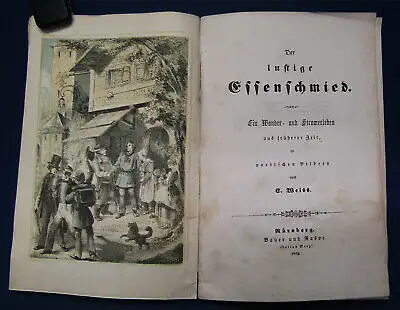 Der
lustige
Essenschmied.
Ein Wander- und Stromerleben
aus früherer Zeit,
in
poetischen Bildern
von
C. Weiss.
Nürnberg.
Bauer und Raspe